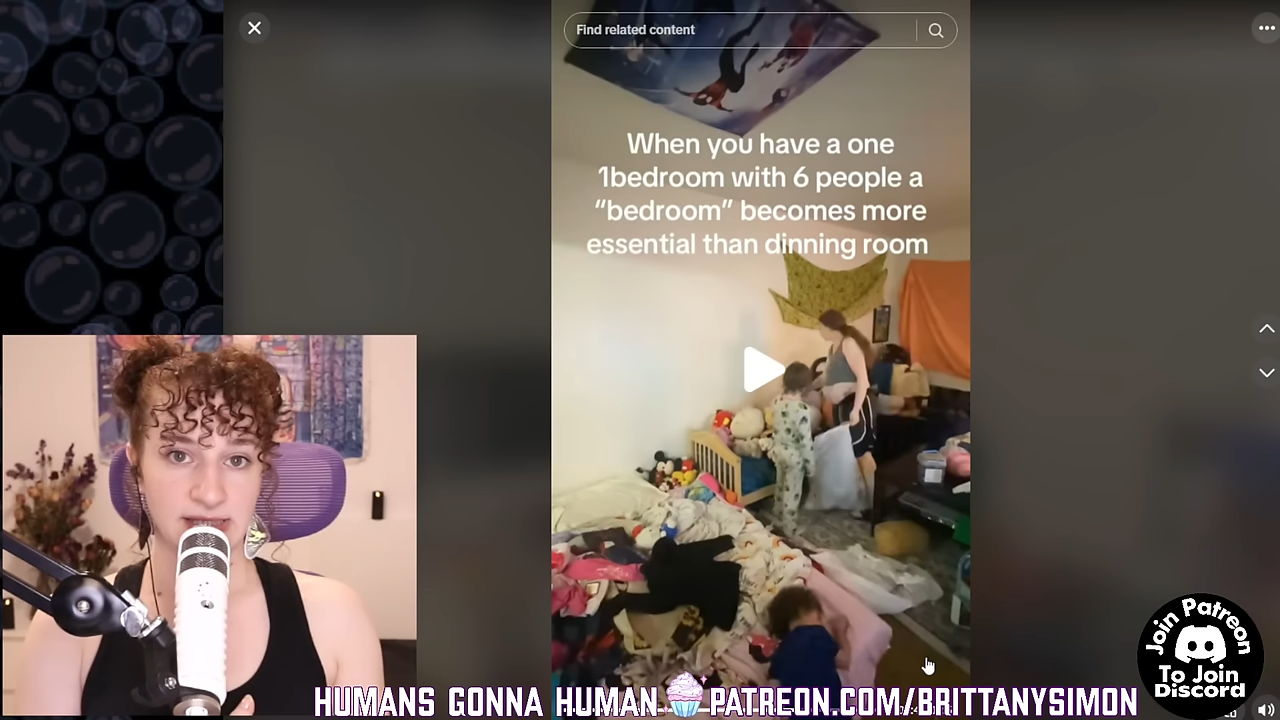 Find related content
When you have a one
1bedroom with 6 people a
“bedroom” becomes more
essential than dinning room
Join Patreon
To Join
Discord
HUMANS GONNA HUMAN PATREON.COM/BRITTANYSIMON